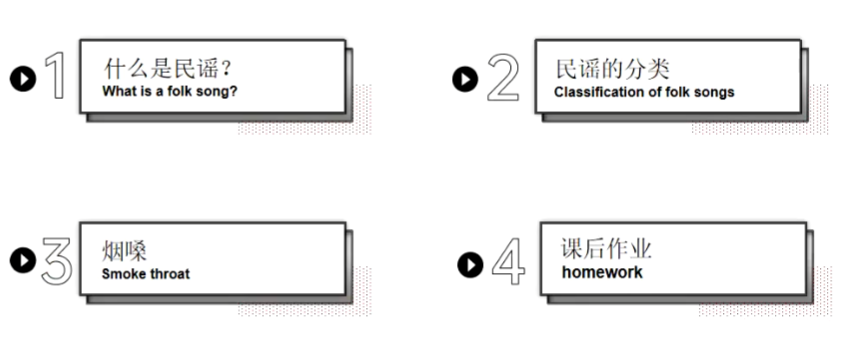 1
什么是民谣？
What is a folk song?
2
民谣的分类
Classification of folk songs
3
烟嗓
Smoke throat
4
课后作业
homework